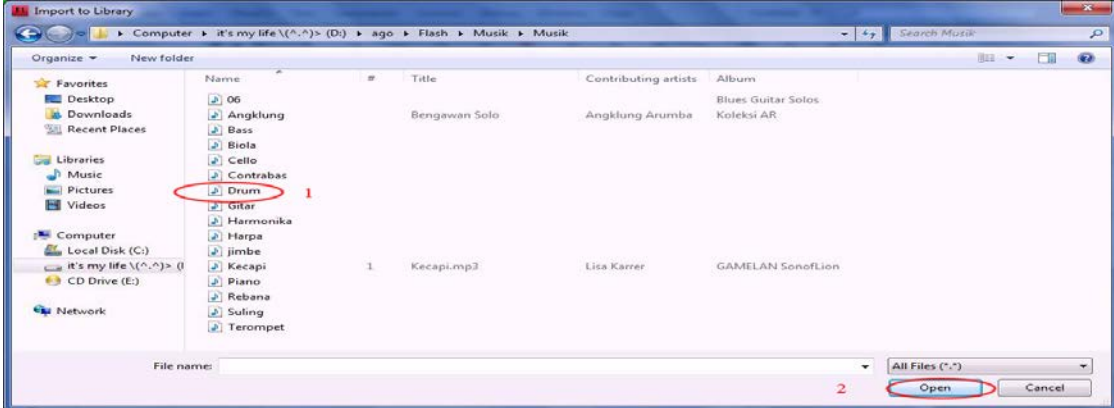 Import to Library
Computer ▸ it's my life \(^.^)> (D:) ▸ ago ▸ Flash ▸ Musik ▸ Musik
Search Musik
Organize
New folder
Name # Title Contributing artists Album
Favorites
Desktop
Downloads
Recent Places
Libraries
Music
Pictures
Videos
Computer
Local Disk (C:)
it's my life \(^.^)> (
CD Drive (E:)
Network
06 Blues Guitar Solos
Angklung Bengawan Solo Angklung Arumba Koleksi AR
Bass
Biola
Cello
Contrabas
Drum 1
Gitar
Harmonika
Harpa
jimbe
Kecapi 1 Kecapi.mp3 Lisa Karrer GAMELAN SonofLion
Piano
Rebana
Suling
Terompet
File name:
All Files (*.*)
2 Open Cancel